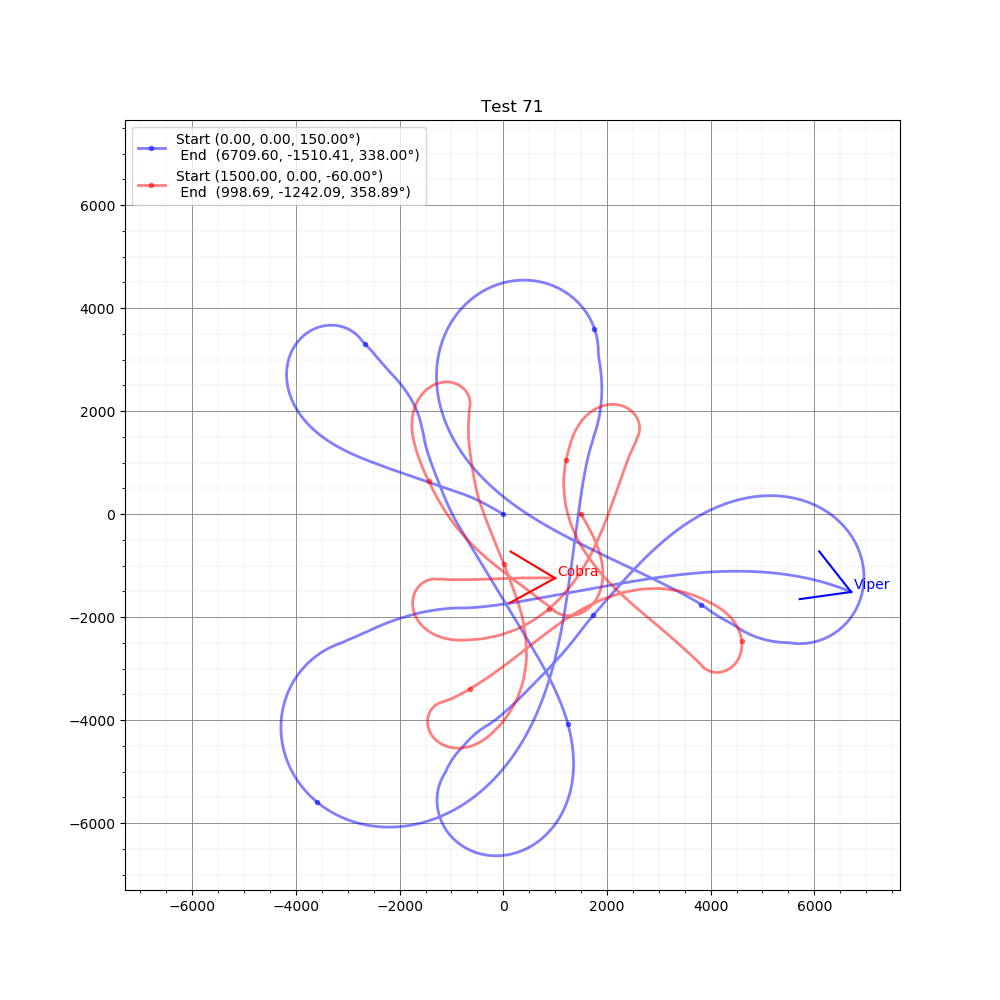 Test 71
Start (0.00, 0.00, 150.00°)
End (6709.60, -1510.41, 338.00°)
Start (1500.00, 0.00, -60.00°)
End (998.69, -1242.09, 358.89°)
6000
4000
2000
0
−2000
−4000
−6000
Cobra
Viper
−6000 −4000 −2000 0 2000 4000 6000